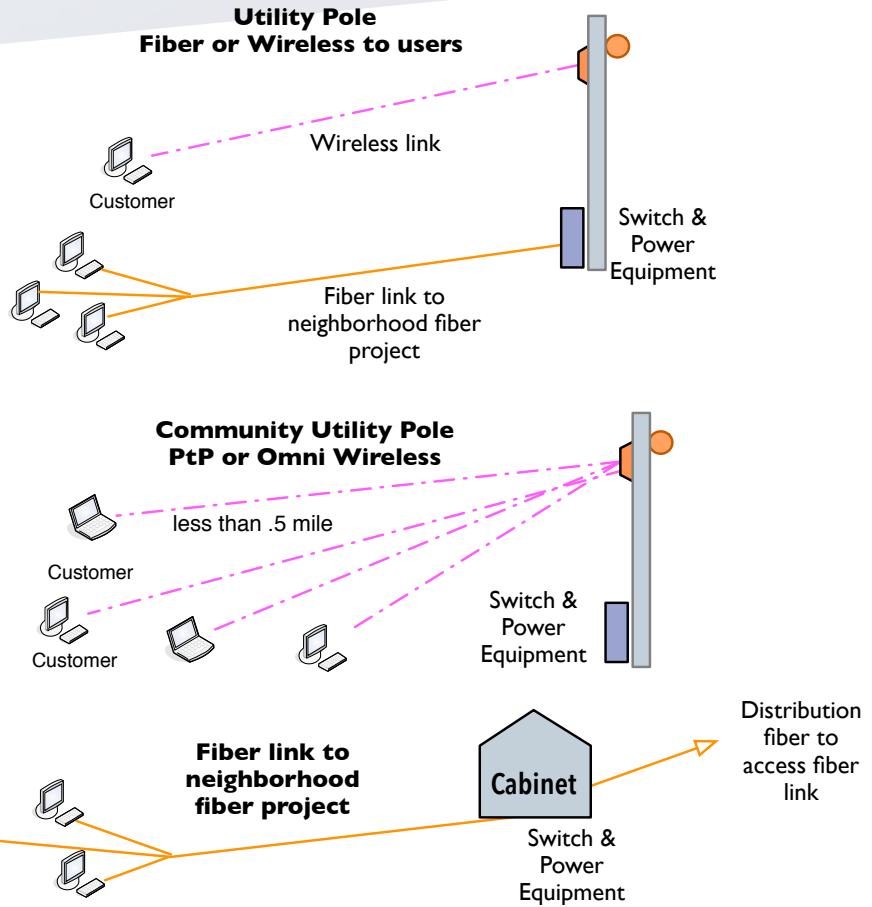 Utility Pole
Fiber or Wireless to users
Wireless link
Customer
Switch &
Power
Equipment
Fiber link to
neighborhood fiber
project
Community Utility Pole
PtP or Omni Wireless
less than .5 mile
Customer
Customer
Switch &
Power
Equipment
Fiber link to
neighborhood
fiber project
Cabinet
Distribution
fiber to
access fiber
link
Switch &
Power
Equipment